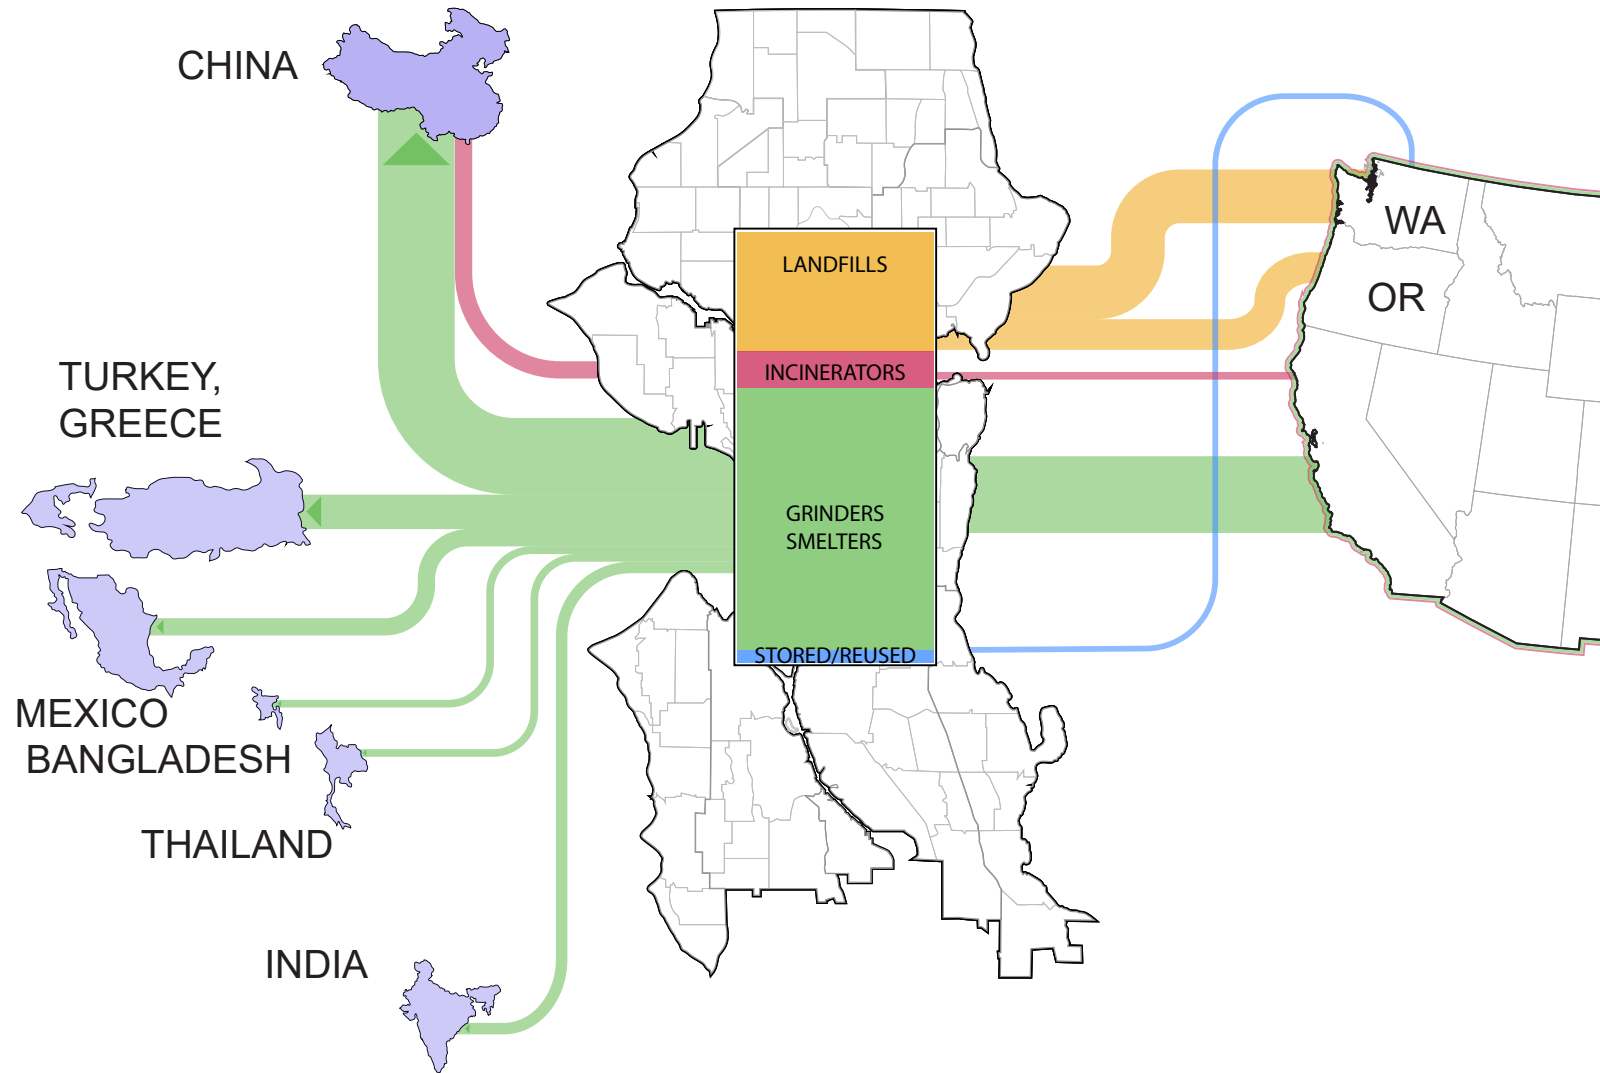 CHINA
LANDFILLS
WA
OR
INCINERATORS
TURKEY,
GREECE
GRINDERS
SMELTERS
STORED/REUSED
MEXICO
BANGLADESH
THAILAND
INDIA